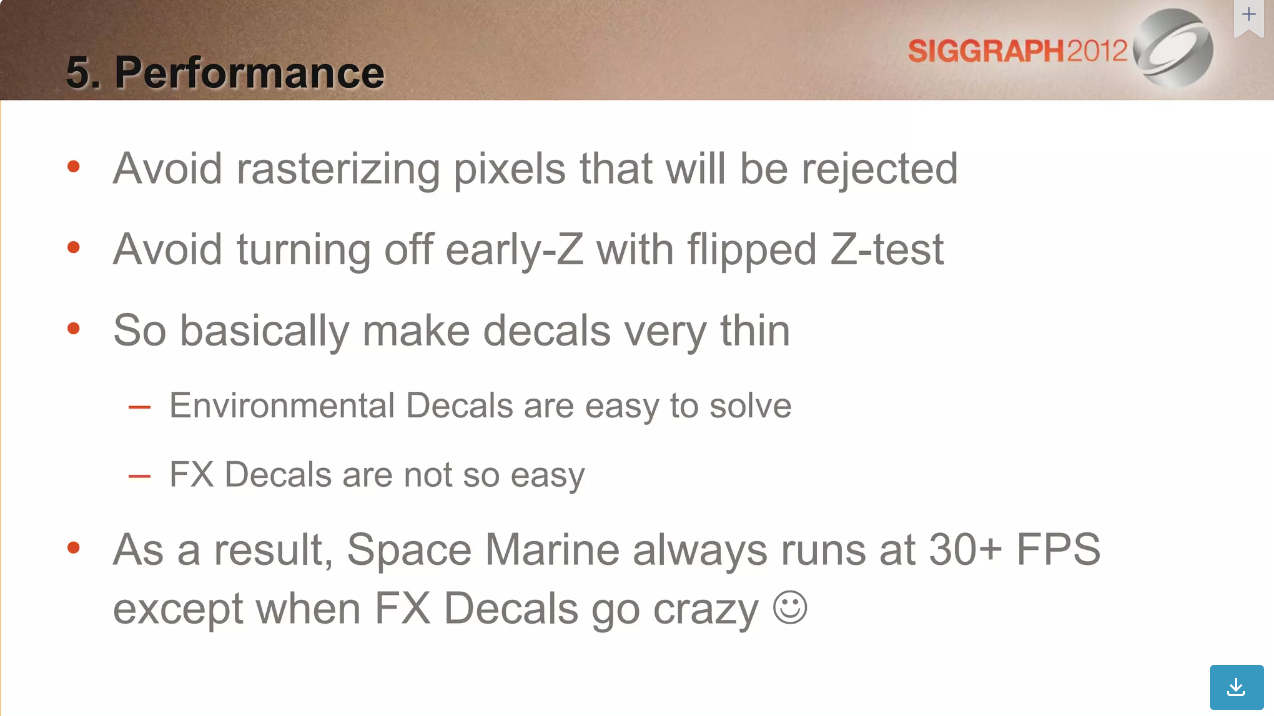 5. Performance
SIGGRAPH2012
• Avoid rasterizing pixels that will be rejected
• Avoid turning off early-Z with flipped Z-test
• So basically make decals very thin
– Environmental Decals are easy to solve
– FX Decals are not so easy
• As a result, Space Marine always runs at 30+ FPS
except when FX Decals go crazy ☺